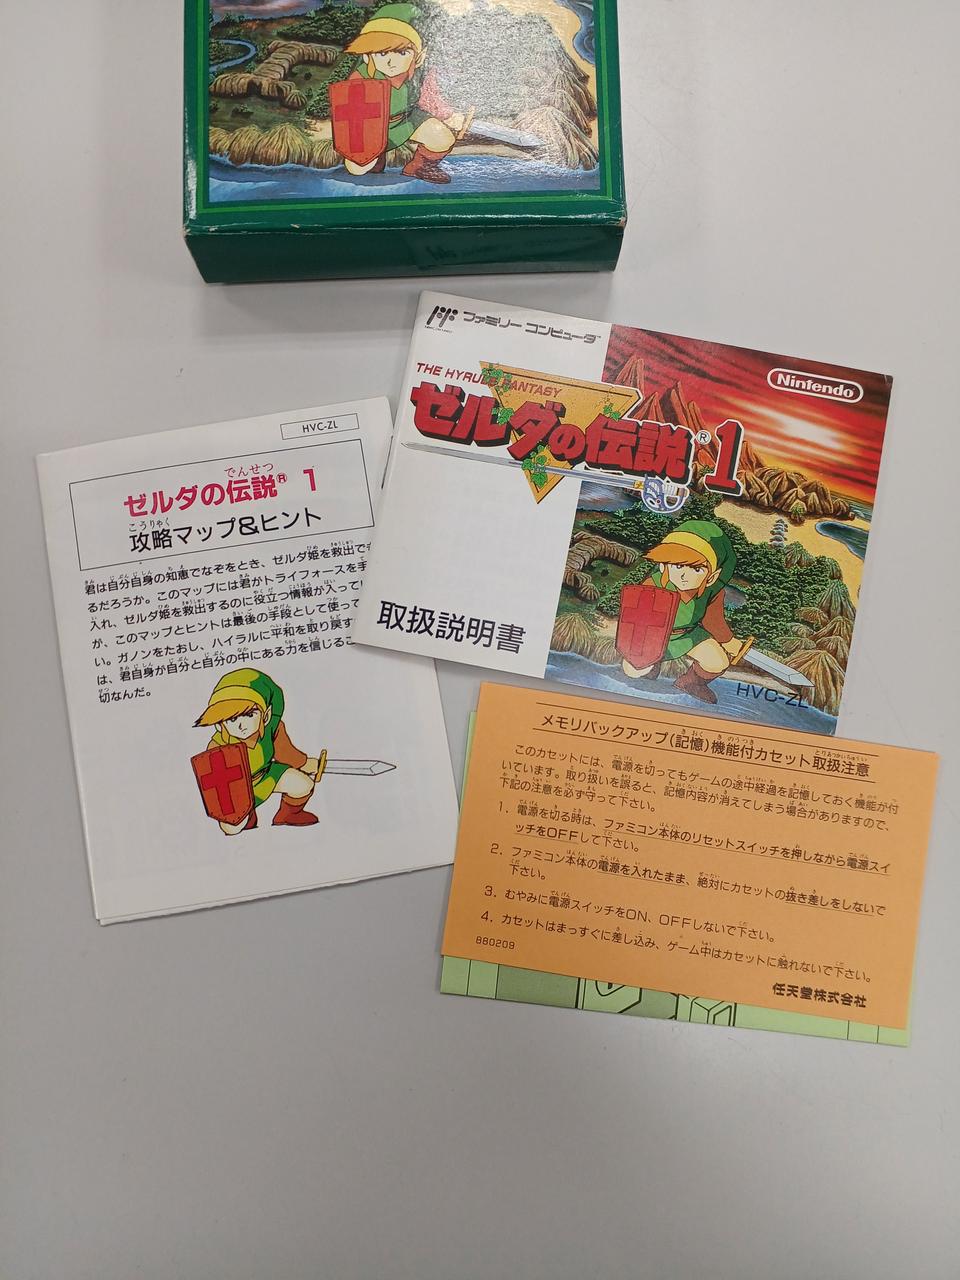 ファミリー コンピュータ™
Nintendo
THE HYRULE FANTASY
ゼルダの伝説® 1
取扱説明書
HVC-ZL
HVC-ZL
でんせつ
ゼルダの伝説® 1
こうりゃく
攻略マップ&ヒント
君は自分自身の知恵でなぞをとき、ゼルダ姫を救出でき
るだろうか。このマップには君がトライフォースを手
入れ、ゼルダ姫を救出するのに役立つ情報が入って
が、このマップとヒントは最後の手段として使って
い。ガノンをたおし、ハイラルに平和を取り戻す
は、君自身が自分と自分の中にある力を信じるこ
切なんだ。
メモリバックアップ(記憶)機能付カセット取扱注意
このカセットには、電源を切ってもゲームの途中経過を記憶しておく機能が付
いています。取り扱いを誤ると、記憶内容が消えてしまう場合がありますので、
下記の注意を必ず守って下さい。
1. 電源を切る時は、ファミコン本体のリセットスイッチを押しながら電源スイ
ッチをOFFして下さい。
2. ファミコン本体の電源を入れたまま、絶対にカセットの抜き差しをしないで
下さい。
3. むやみに電源スイッチをON、OFFしないで下さい。
4. カセットはまっすぐに差し込み、ゲーム中はカセットに触れないで下さい。
880209
任天堂株式会社